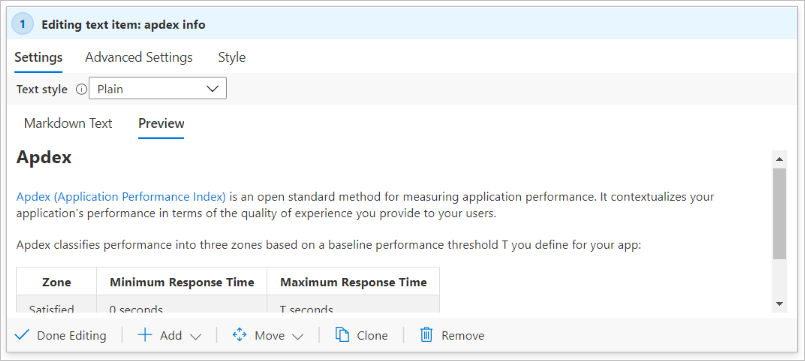 1 Editing text item: apdex info
Settings Advanced Settings Style
Text style Plain
Markdown Text Preview
Apdex
Apdex (Application Performance Index) is an open standard method for measuring application performance. It contextualizes your
application's performance in terms of the quality of experience you provide to your users.
Apdex classifies performance into three zones based on a baseline performance threshold T you define for your app:
Zone Minimum Response Time Maximum Response Time
Satisfied 0 seconds T seconds
Done Editing Add Move Clone Remove